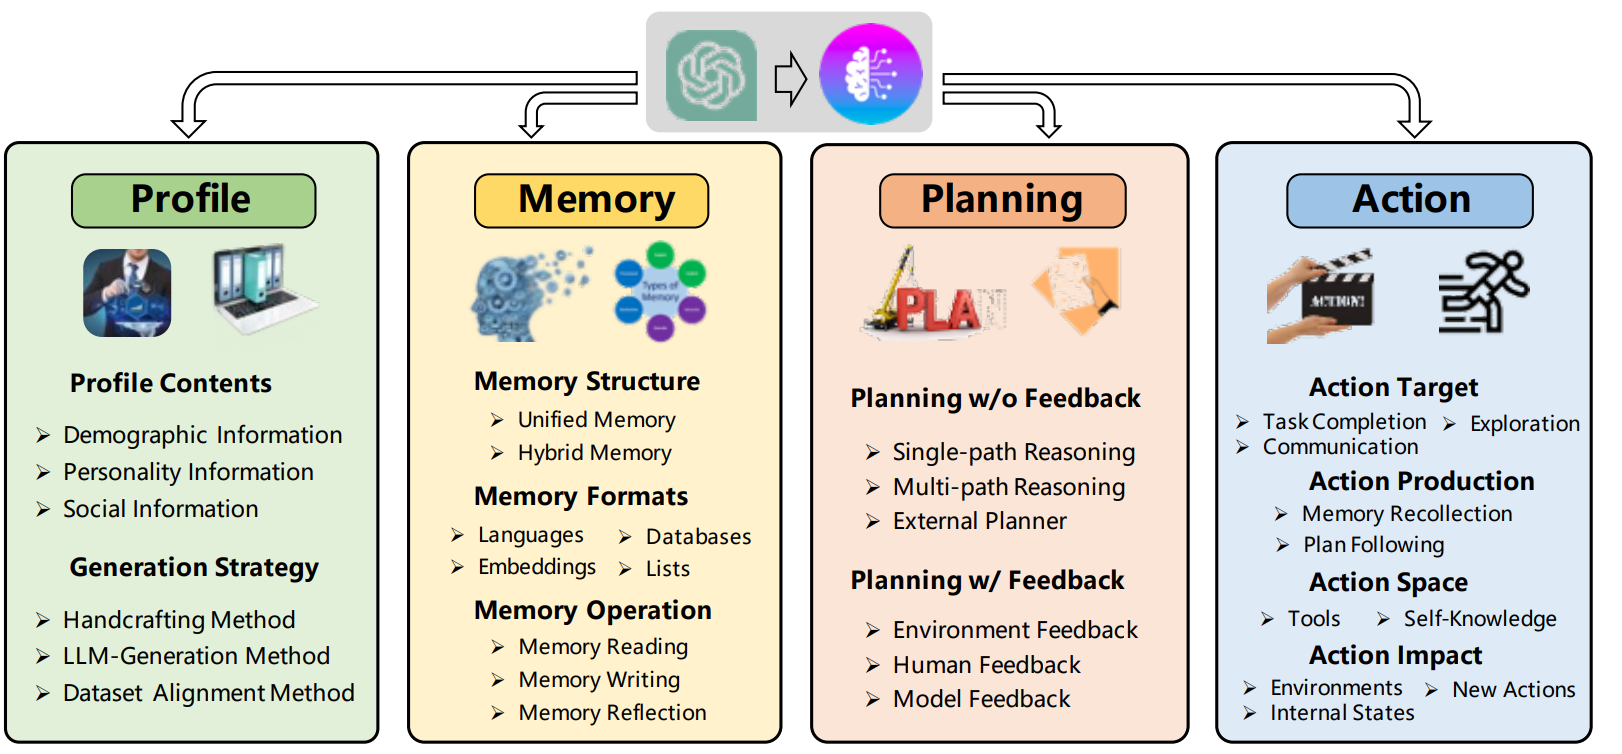 Profile
Profile Contents
Demographic Information
Personality Information
Social Information
Generation Strategy
Handcrafting Method
LLM-Generation Method
Dataset Alignment Method
Memory
Types of
Memory
Memory Structure
Unified Memory
Hybrid Memory
Memory Formats
Languages
Databases
Embeddings
Lists
Memory Operation
Memory Reading
Memory Writing
Memory Reflection
Planning
PLAN
Planning w/o Feedback
Single-path Reasoning
Multi-path Reasoning
External Planner
Planning w/ Feedback
Environment Feedback
Human Feedback
Model Feedback
Action
ACTION!
Action Target
Task Completion
Exploration
Communication
Action Production
Memory Recollection
Plan Following
Action Space
Tools
Self-Knowledge
Action Impact
Environments
New Actions
Internal States